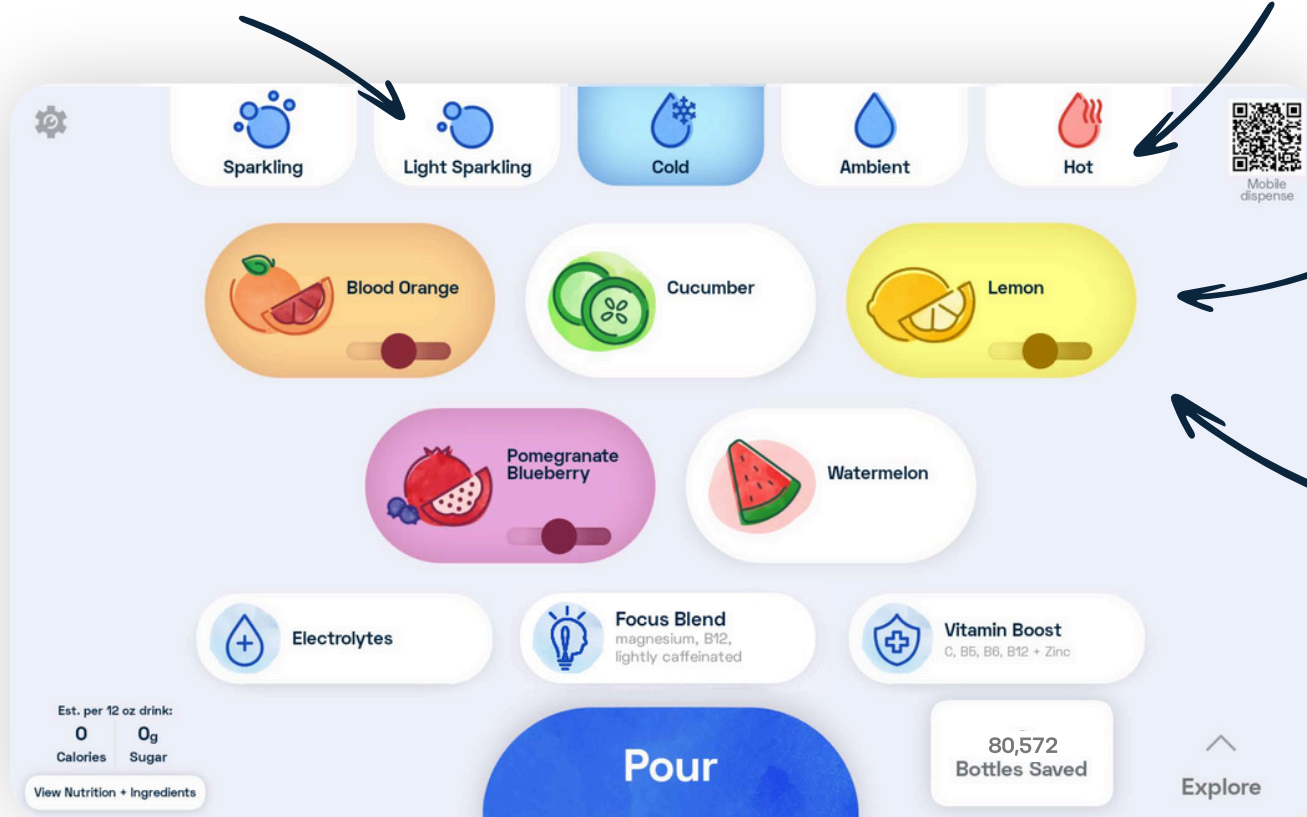 Sparkling
Light Sparkling
Cold
Ambient
Hot
Mobile
dispense
Blood Orange
Cucumber
Lemon
Pomegranate
Blueberry
Watermelon
Electrolytes
Focus Blend
magnesium, B12,
lightly caffeinated
Vitamin Boost
C, B5, B6, B12 + Zinc
Est. per 12 oz drink:
0 0g
Calories Sugar
View Nutrition + Ingredients
Pour
80,572
Bottles Saved
Explore